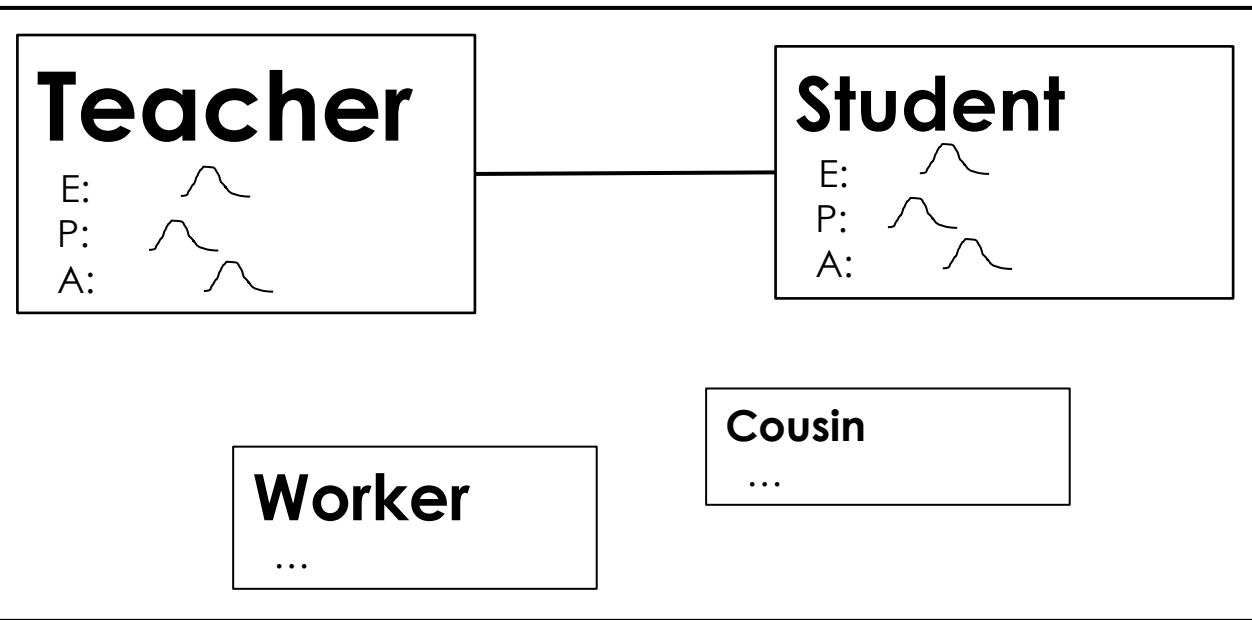 Teacher
E:
P:
A:
Student
E:
P:
A:
Cousin
...
Worker
...